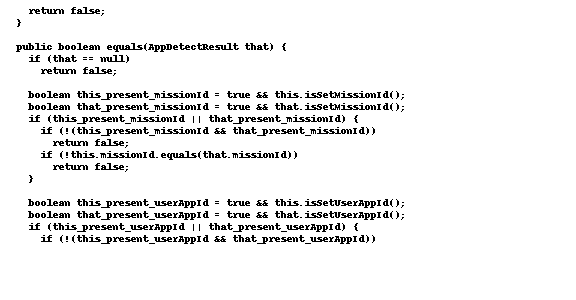 return false;
}
public boolean equals(AppDetectResult that) {
if (that == null)
return false;
boolean this_present_missionId = true && this.isSetMissionId();
boolean that_present_missionId = true && that.isSetMissionId();
if (this_present_missionId || that_present_missionId) {
if (!(this_present_missionId && that_present_missionId))
return false;
if (!this.missionId.equals(that.missionId))
return false;
}
boolean this_present_userAppId = true && this.isSetUserAppId();
boolean that_present_userAppId = true && that.isSetUserAppId();
if (this_present_userAppId || that_present_userAppId) {
if (!(this_present_userAppId && that_present_userAppId))